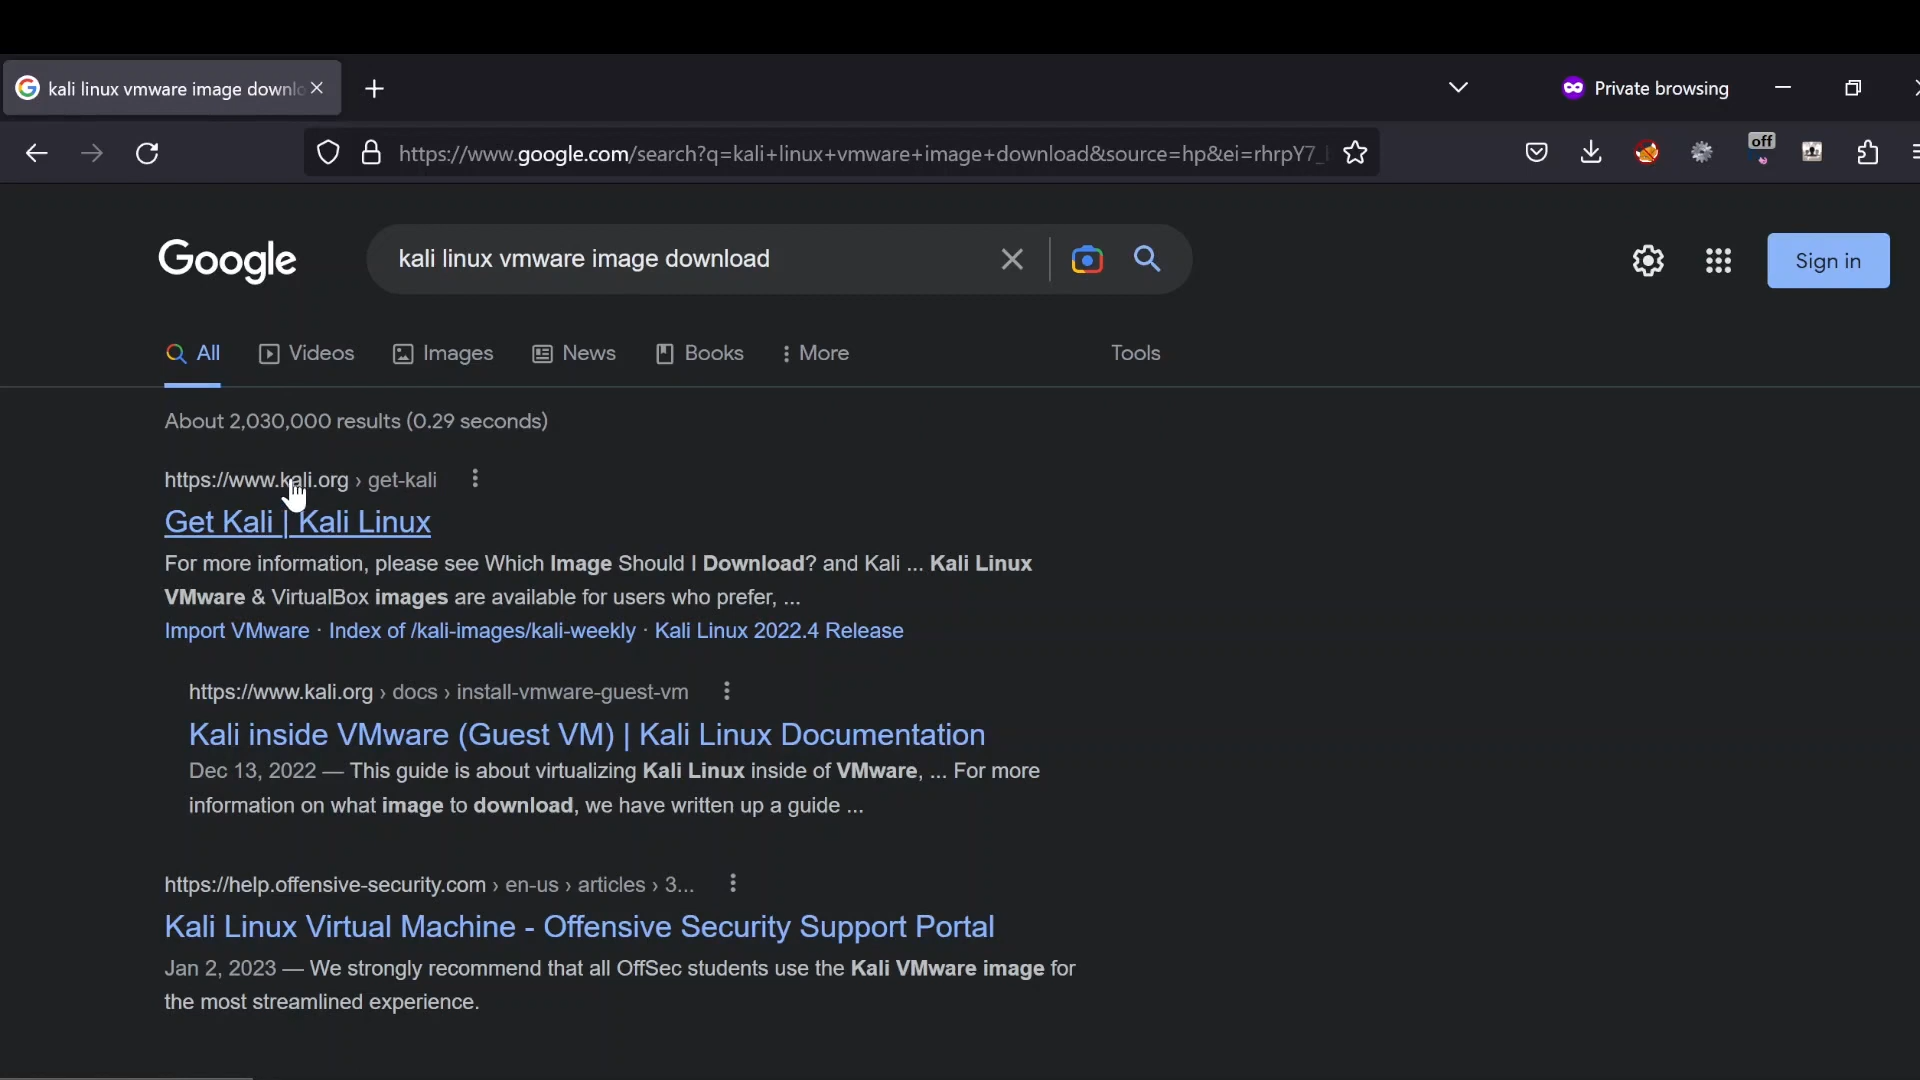 kali linux vmware image downlo
Private browsing
https://www.google.com/search?q=kali+linux+vmware+image+download&source=hp&ei=rhrpY7_
off
Google
kali linux vmware image download
Sign in
All
Videos
Images
News
Books
More
Tools
About 2,030,000 results (0.29 seconds)
https://www.kali.org › get-kali
Get Kali | Kali Linux
For more information, please see Which Image Should I Download? and Kali ... Kali Linux
VMware & VirtualBox images are available for users who prefer, ...
Import VMware · Index of /kali-images/kali-weekly · Kali Linux 2022.4 Release
https://www.kali.org › docs › install-vmware-guest-vm
Kali inside VMware (Guest VM) | Kali Linux Documentation
Dec 13, 2022 — This guide is about virtualizing Kali Linux inside of VMware, ... For more
information on what image to download, we have written up a guide ...
https://help.offensive-security.com › en-us › articles › 3...
Kali Linux Virtual Machine - Offensive Security Support Portal
Jan 2, 2023 — We strongly recommend that all OffSec students use the Kali VMware image for
the most streamlined experience.